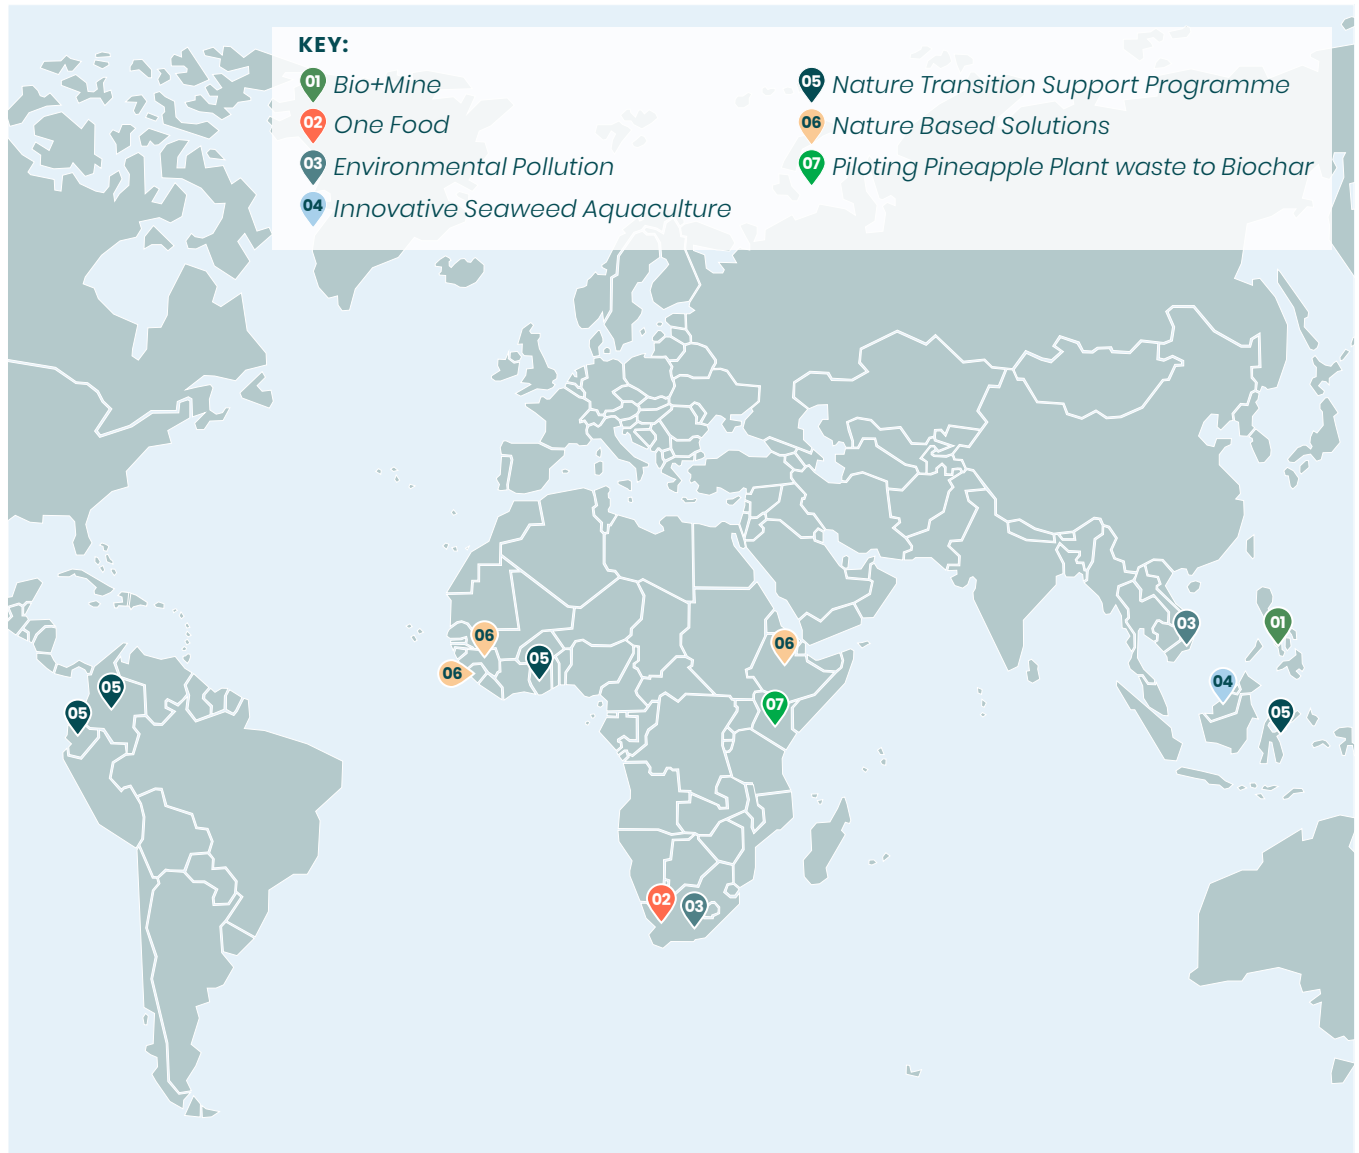 KEY:
01 Bio+Mine
02 One Food
03 Environmental Pollution
04 Innovative Seaweed Aquaculture
05 Nature Transition Support Programme
06 Nature Based Solutions
07 Piloting Pineapple Plant waste to Biochar
03
01
06
06
05
06
04
05
05
07
05
02
03